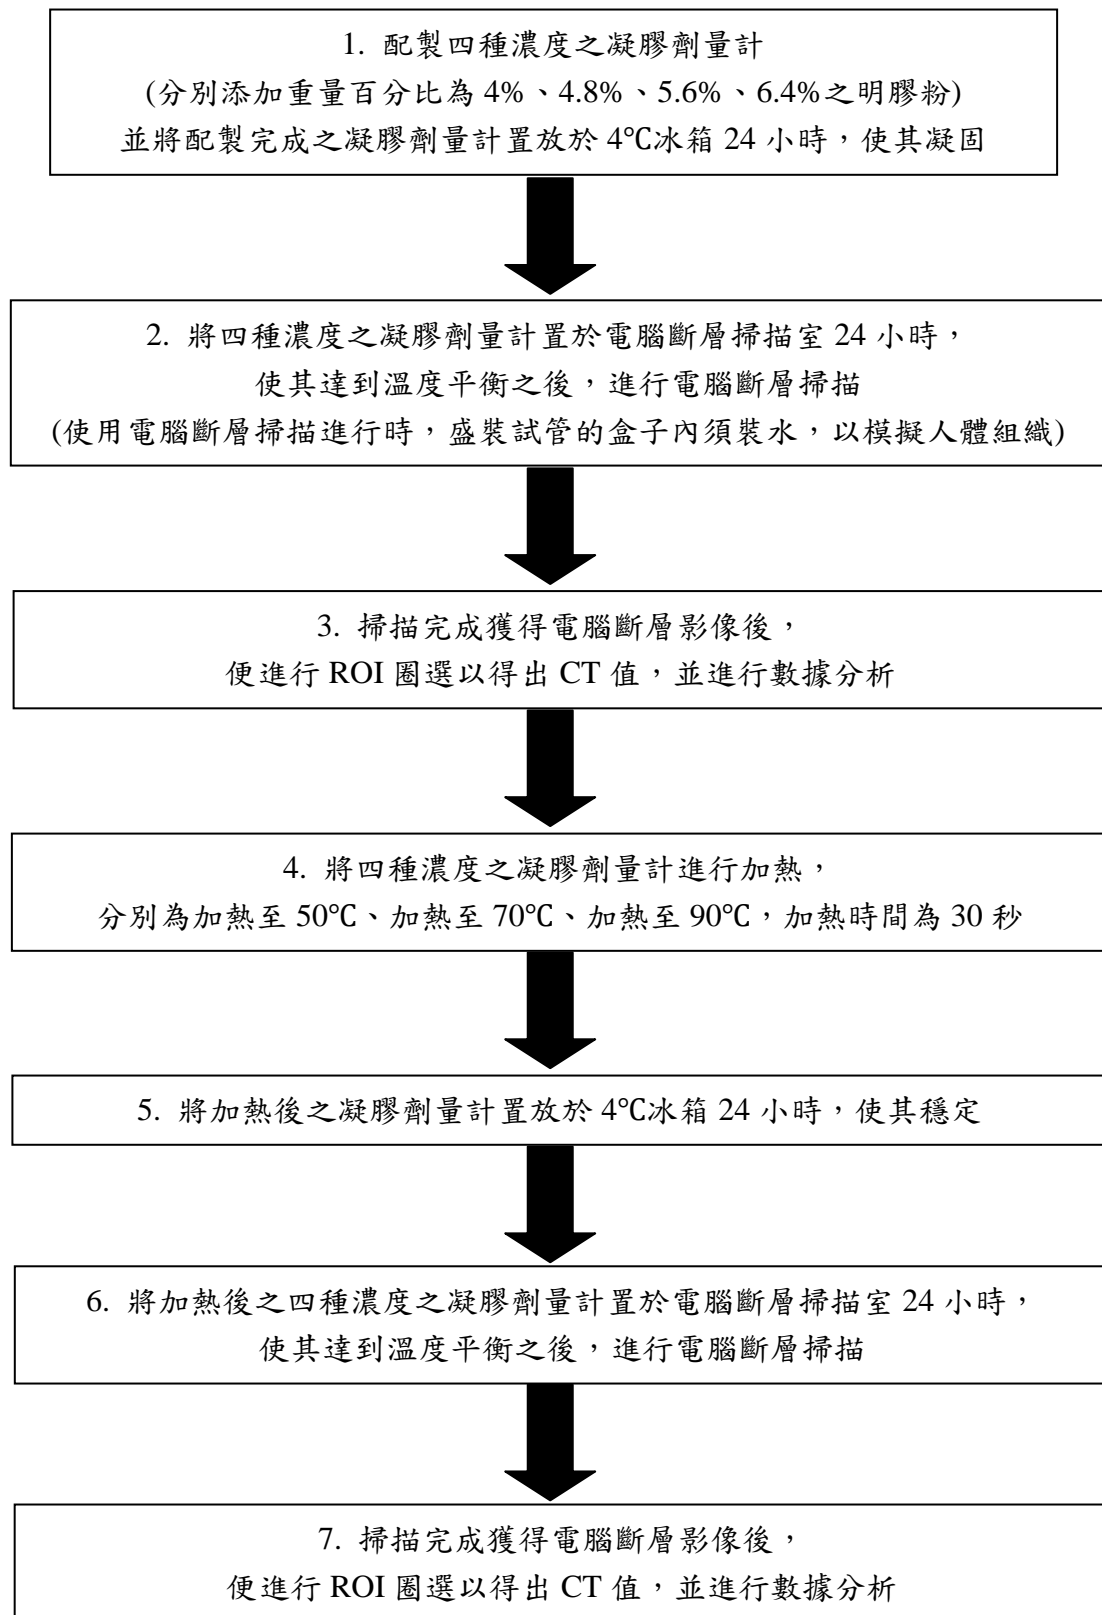 1. 配製四種濃度之凝膠劑量計
(分別添加重量百分比為 4%、4.8%、5.6%、6.4%之明膠粉)
並將配製完成之凝膠劑量計置放於 4℃冰箱 24 小時，使其凝固
2. 將四種濃度之凝膠劑量計置於電腦斷層掃描室 24 小時，
使其達到溫度平衡之後，進行電腦斷層掃描
(使用電腦斷層掃描進行時，盛裝試管的盒子內須裝水，以模擬人體組織)
3. 掃描完成獲得電腦斷層影像後，
便進行 ROI 圈選以得出 CT 值，並進行數據分析
4. 將四種濃度之凝膠劑量計進行加熱，
分別為加熱至 50℃、加熱至 70℃、加熱至 90℃，加熱時間為 30 秒
5. 將加熱後之凝膠劑量計置放於 4℃冰箱 24 小時，使其穩定
6. 將加熱後之四種濃度之凝膠劑量計置於電腦斷層掃描室 24 小時，
使其達到溫度平衡之後，進行電腦斷層掃描
7. 掃描完成獲得電腦斷層影像後，
便進行 ROI 圈選以得出 CT 值，並進行數據分析